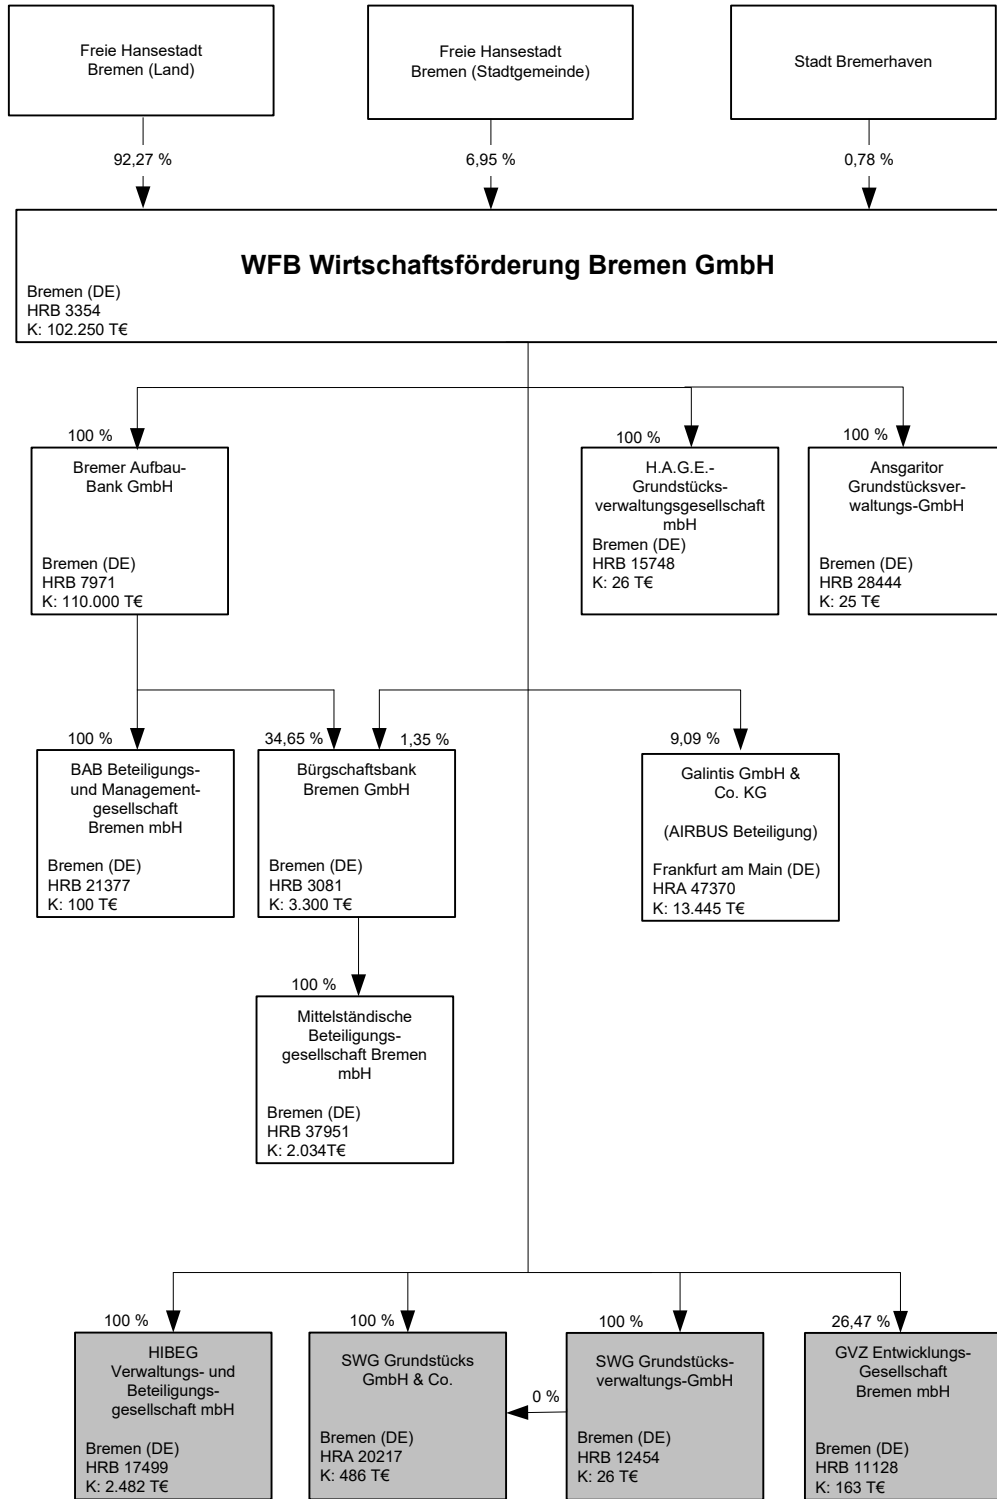 Freie Hansestadt
Bremen (Land)
Freie Hansestadt
Bremen (Stadtgemeinde)
Stadt Bremerhaven
92,27 %
6,95 %
0,78 %
WFB Wirtschaftsförderung Bremen GmbH
Bremen (DE)
HRB 3354
K: 102.250 T€
100 %
Bremer Aufbau-
Bank GmbH
Bremen (DE)
HRB 7971
K: 110.000 T€
100 %
H.A.G.E.-
Grundstücks-
verwaltungsgesellschaft
mbH
Bremen (DE)
HRB 15748
K: 26 T€
100 %
Ansgaritor
Grundstücksver-
waltungs-GmbH
Bremen (DE)
HRB 28444
K: 25 T€
100 %
BAB Beteiligungs-
und Management-
gesellschaft
Bremen mbH
Bremen (DE)
HRB 21377
K: 100 T€
34,65 %
1,35 %
Bürgschaftsbank
Bremen GmbH
Bremen (DE)
HRB 3081
K: 3.300 T€
9,09 %
Galintis GmbH &
Co. KG
(AIRBUS Beteiligung)
Frankfurt am Main (DE)
HRA 47370
K: 13.445 T€
100 %
Mittelständische
Beteiligungs-
gesellschaft Bremen
mbH
Bremen (DE)
HRB 37951
K: 2.034T€
100 %
HIBEG
Verwaltungs- und
Beteiligungs-
gesellschaft mbH
Bremen (DE)
HRB 17499
K: 2.482 T€
100 %
SWG Grundstücks
GmbH & Co.
Bremen (DE)
HRA 20217
K: 486 T€
0 %
100 %
SWG Grundstücks-
verwaltungs-GmbH
Bremen (DE)
HRB 12454
K: 26 T€
26,47 %
GVZ Entwicklungs-
Gesellschaft
Bremen mbH
Bremen (DE)
HRB 11128
K: 163 T€